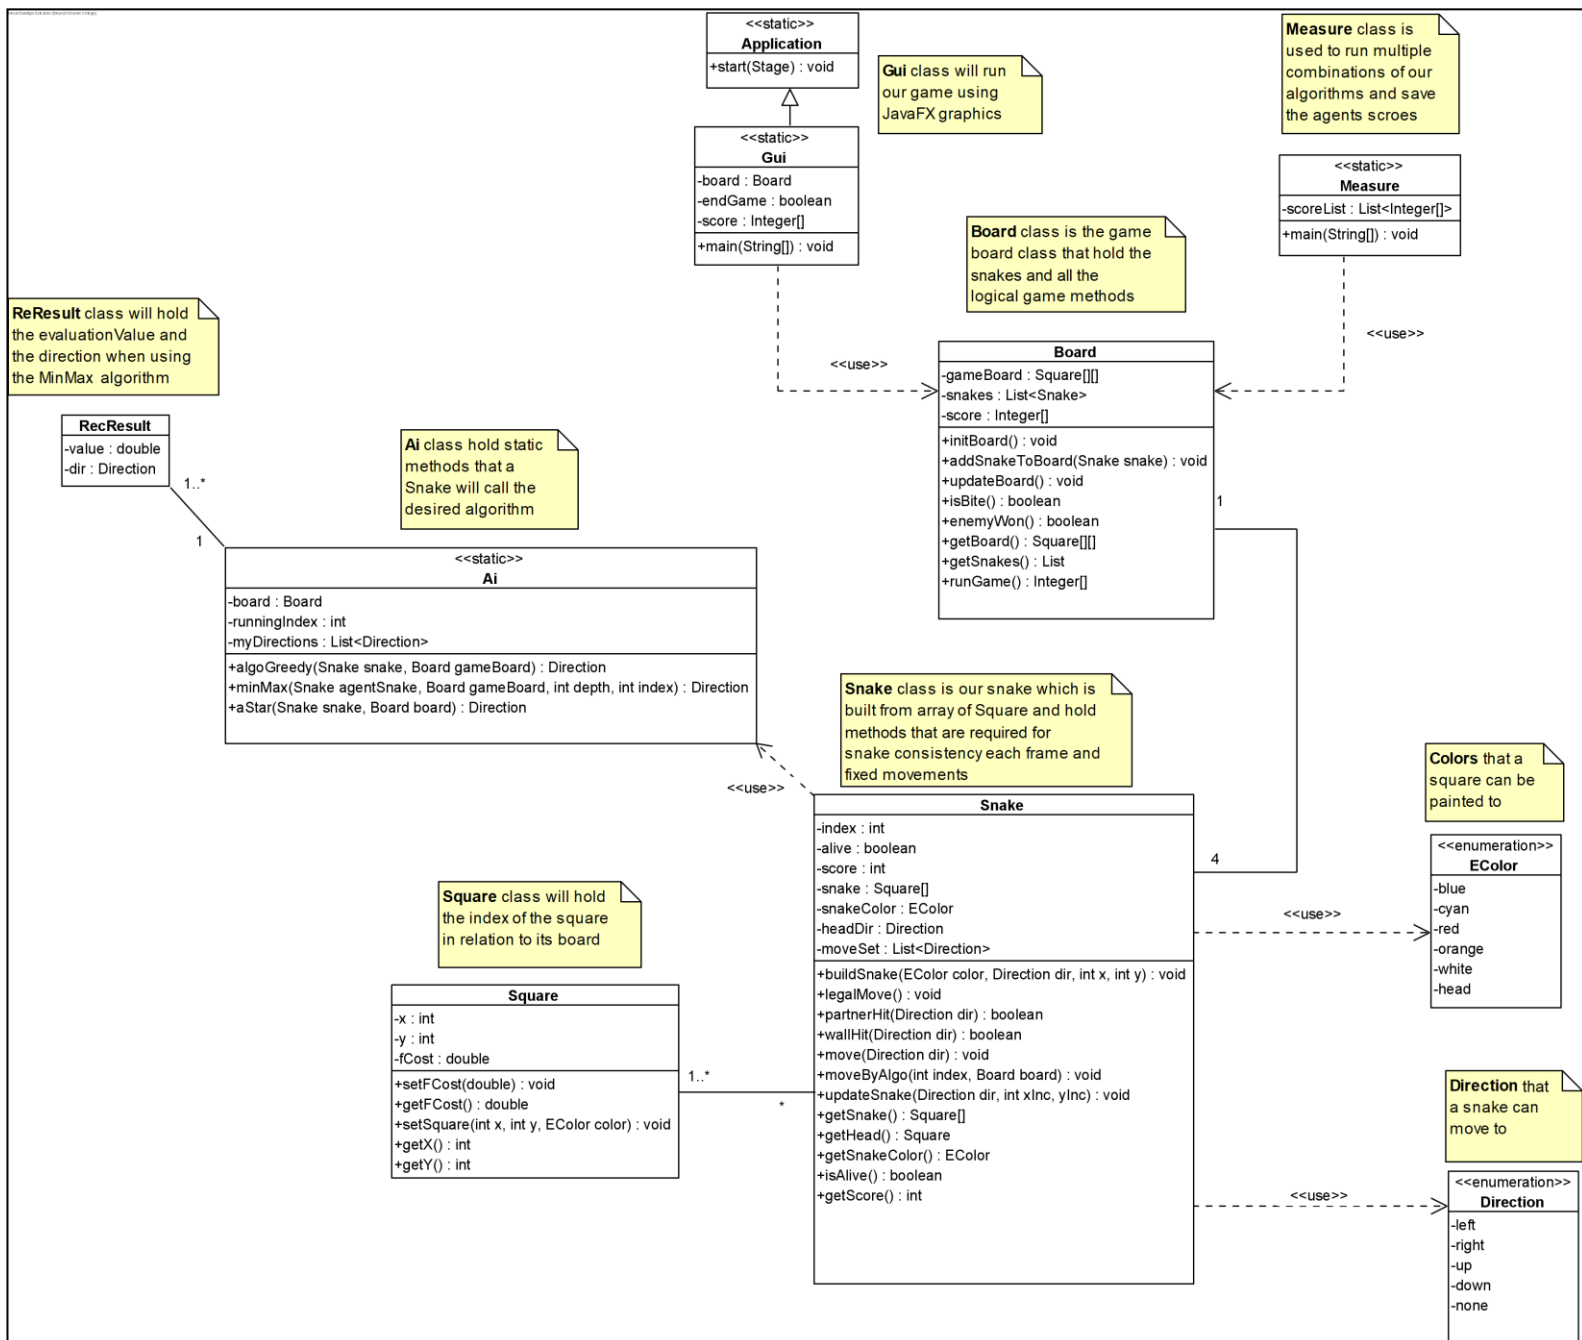 <<static>>
Application
+start(Stage) : void
Gui class will run
our game using
JavaFX graphics
Measure class is
used to run multiple
combinations of our
algorithms and save
the agents scroes
<<static>>
Gui
-board : Board
-endGame : boolean
-score : Integer[]
+main(String[]) : void
<<static>>
Measure
-scoreList : List<Integer[]>
+main(String[]) : void
Board class is the game
board class that hold the
snakes and all the
logical game methods
<<use>>
<<use>>
ReResult class will hold
the evaluationValue and
the direction when using
the MinMax algorithm
Board
-gameBoard : Square[][]
-snakes : List<Snake>
-score : Integer[]
+initBoard() : void
+addSnakeToBoard(Snake snake) : void
+updateBoard() : void
+isBite() : boolean
+enemyWon() : boolean
+getBoard() : Square[][]
+getSnakes() : List
+runGame() : Integer[]
RecResult
-value : double
-dir : Direction
1..*
1
Ai class hold static
methods that a
Snake will call the
desired algorithm
1
<<static>>
Ai
-board : Board
-runningIndex : int
-myDirections : List<Direction>
+algoGreedy(Snake snake, Board gameBoard) : Direction
+minMax(Snake agentSnake, Board gameBoard, int depth, int index) : Direction
+aStar(Snake snake, Board board) : Direction
Snake class is our snake which is
built from array of Square and hold
methods that are required for
snake consistency each frame and
fixed movements
<<use>>
Colors that a
square can be
painted to
Snake
-index : int
-alive : boolean
-score : int
-snake : Square[]
-snakeColor : EColor
-headDir : Direction
-moveSet : List<Direction>
+buildSnake(EColor color, Direction dir, int x, int y) : void
+legalMove() : void
+partnerHit(Direction dir) : boolean
+wallHit(Direction dir) : boolean
+move(Direction dir) : void
+moveByAlgo(int index, Board board) : void
+updateSnake(Direction dir, int xInc, yInc) : void
+getSnake() : Square[]
+getHead() : Square
+getSnakeColor() : EColor
+isAlive() : boolean
+getScore() : int
4
<<enumeration>>
EColor
-blue
-cyan
-red
-orange
-white
-head
<<use>>
Square class will hold
the index of the square
in relation to its board
Square
-x : int
-y : int
-fCost : double
+setFCost(double) : void
+getFCost() : double
+setSquare(int x, int y, EColor color) : void
+getX() : int
+getY() : int
1..*
*
Direction that
a snake can
move to
<<use>>
<<enumeration>>
Direction
-left
-right
-up
-down
-none